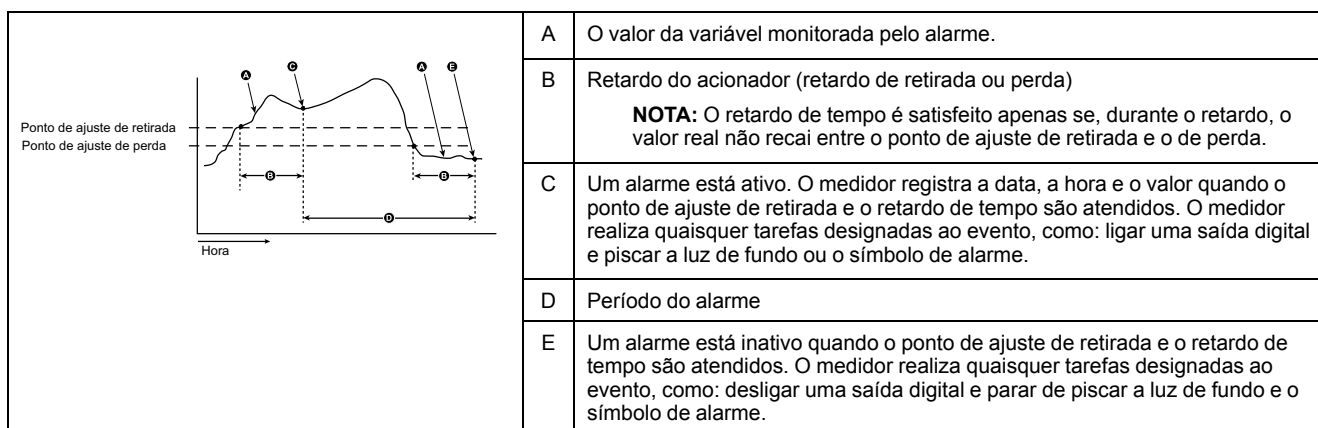 A
C
A
E
Ponto de ajuste de retirada
Ponto de ajuste de perda
B
B
D
Hora
A
O valor da variável monitorada pelo alarme.
B
Retardo do acionador (retardo de retirada ou perda)
NOTA: O retardo de tempo é satisfeito apenas se, durante o retardo, o
valor real não recai entre o ponto de ajuste de retirada e o de perda.
C
Um alarme está ativo. O medidor registra a data, a hora e o valor quando o
ponto de ajuste de retirada e o retardo de tempo são atendidos. O medidor
realiza quaisquer tarefas designadas ao evento, como: ligar uma saída digital
e piscar a luz de fundo ou o símbolo de alarme.
D
Período do alarme
E
Um alarme está inativo quando o ponto de ajuste de retirada e o retardo de
tempo são atendidos. O medidor realiza quaisquer tarefas designadas ao
evento, como: desligar uma saída digital e parar de piscar a luz de fundo e o
símbolo de alarme.